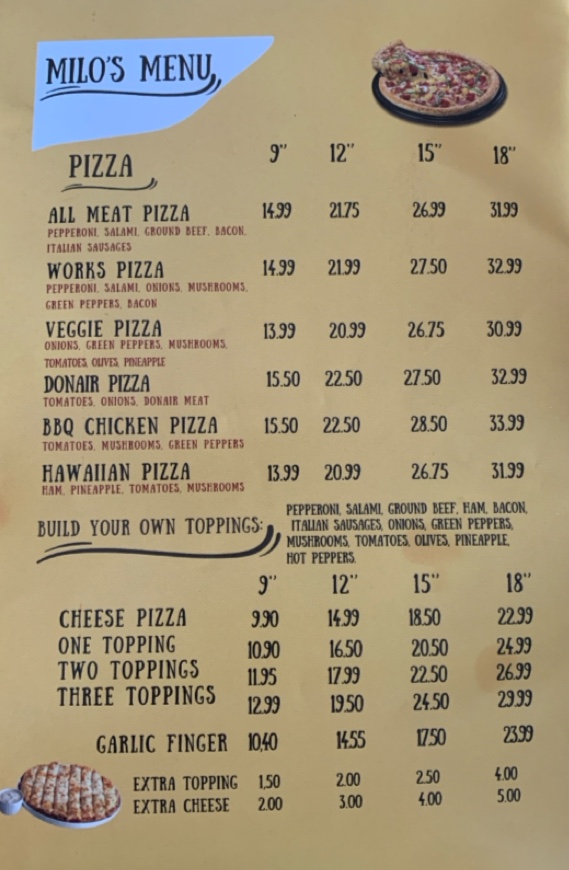 MILO'S MENU
9" 12" 15" 18"
PIZZA
ALL MEAT PIZZA 14.99 21.75 26.99 31.99
PEPPERONI, SALAMI, GROUND BEEF, BACON,
ITALIAN SAUSAGES
WORKS PIZZA 14.99 21.99 27.50 32.99
PEPPERONI, SALAMI, ONIONS, MUSHROOMS,
GREEN PEPPERS, BACON
VEGGIE PIZZA 13.99 20.99 26.75 30.99
ONIONS, GREEN PEPPERS, MUSHROOMS,
TOMATOES, OLIVES, PINEAPPLE
DONAIR PIZZA 15.50 22.50 27.50 32.99
TOMATOES, ONIONS, DONAIR MEAT
BBQ CHICKEN PIZZA 15.50 22.50 28.50 33.99
TOMATOES, MUSHROOMS, GREEN PEPPERS
HAWAIIAN PIZZA 13.99 20.99 26.75 31.99
HAM, PINEAPPLE, TOMATOES, MUSHROOMS
BUILD YOUR OWN TOPPINGS:
PEPPERONI, SALAMI, GROUND BEEF, HAM, BACON,
ITALIAN SAUSAGES, ONIONS, GREEN PEPPERS,
MUSHROOMS, TOMATOES, OLIVES, PINEAPPLE,
HOT PEPPERS.
9" 12" 15" 18"
CHEESE PIZZA 9.90 14.99 18.50 22.99
ONE TOPPING 10.90 16.50 20.50 24.99
TWO TOPPINGS 11.95 17.99 22.50 26.99
THREE TOPPINGS 12.99 19.50 24.50 29.99
GARLIC FINGER 10,40 14.55 17.50 23.99
EXTRA TOPPING 1,50 2.00 2.50 4.00
EXTRA CHEESE 2.00 3.00 4.00 5.00